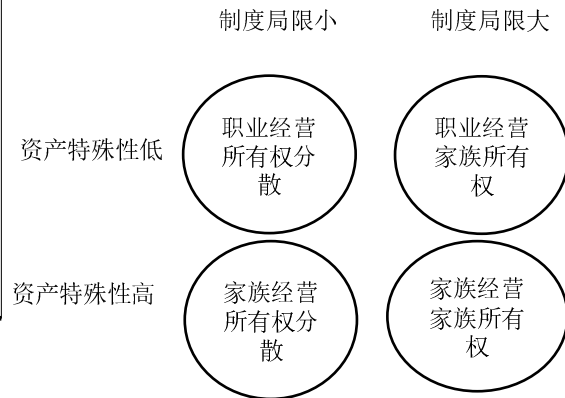 制度局限小
制度局限大
资产特殊性低
职业经营
所有权分
散
职业经营
家族所有
权
资产特殊性高
家族经营
所有权分
散
家族经营
家族所有
权